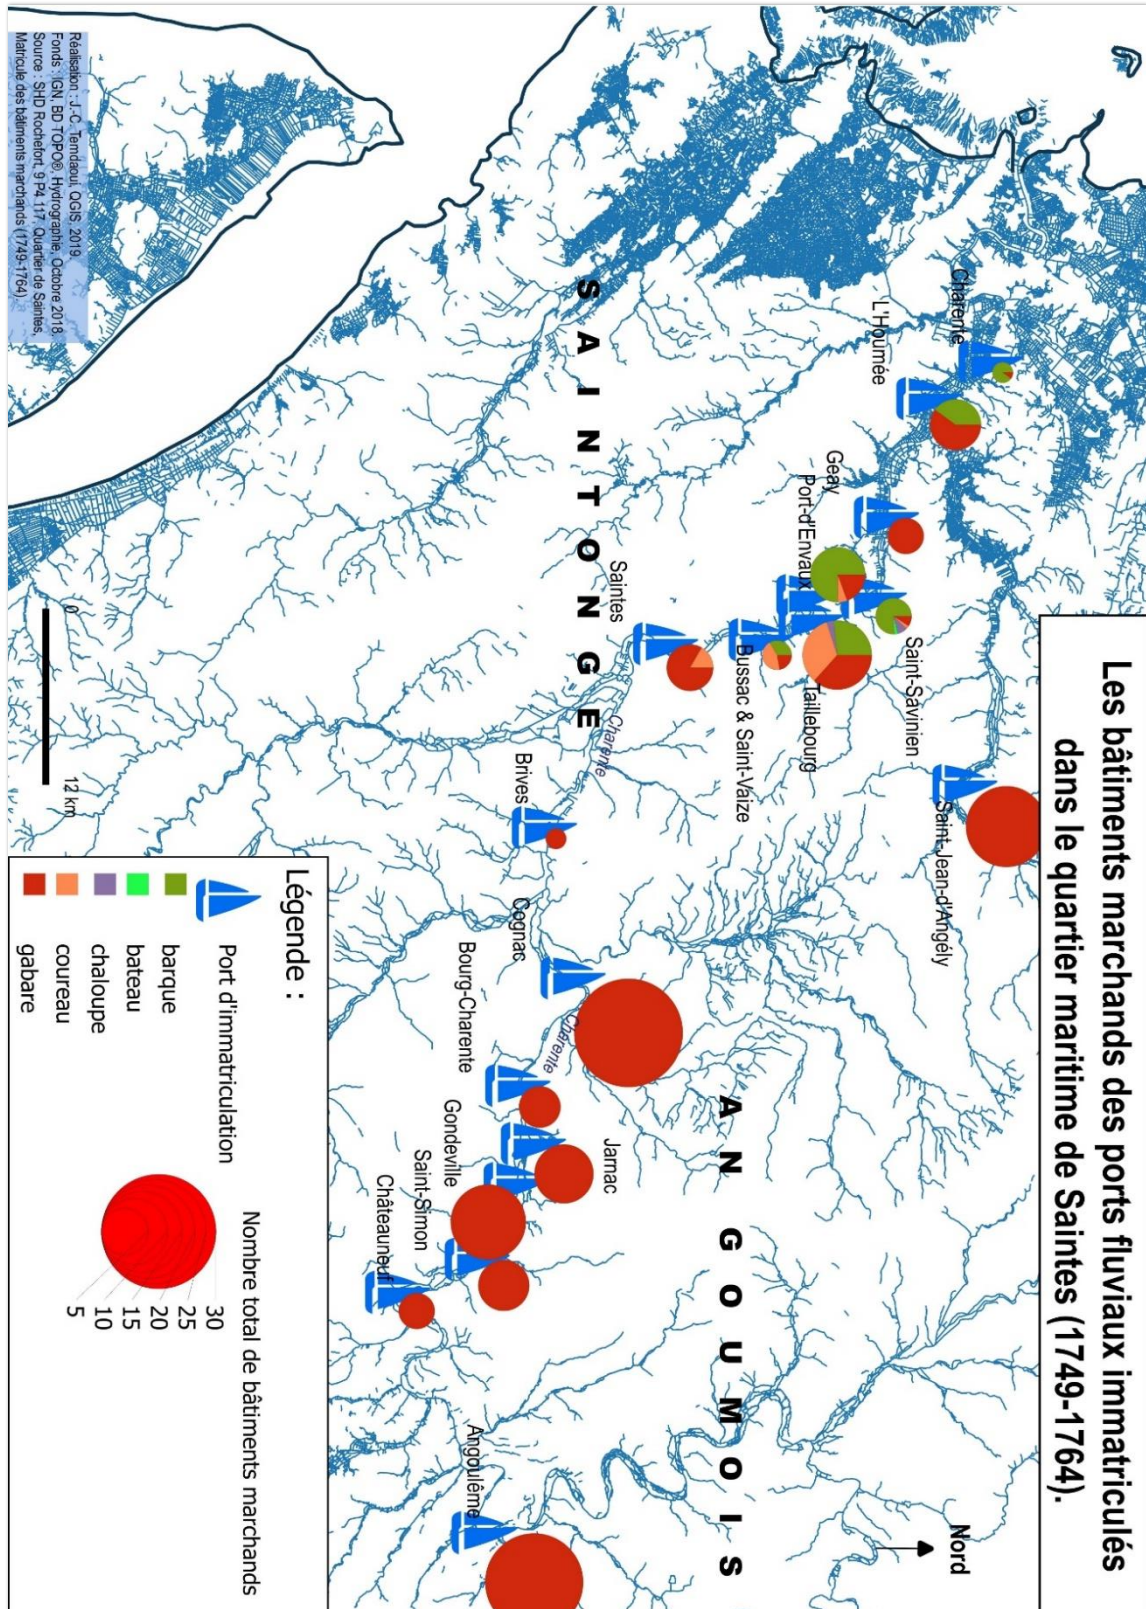 Les bâtiments marchands des ports fluviaux immatriculés
dans le quartier maritime de Saintes (1749-1764).
Nord
Charente
L'Houmée
Geay
Port-d'Envaux
Saint-Savinien
Taillebourg
Bussac & Saint-Vaize
Saint-Jean-d'Angély
SAINTONGE
Saintes
Charente
Brives
Cognac
Charente
Bourg-Charente
ANGOUMOIS
Jarnac
Gondeville
Saint-Simon
Châteauneuf
Angoulême
Réalisation : J.-C. Temdaoui, QGIS, 2019.
Fonds : IGN, BD TOPO®, Hydrographie, Octobre 2018.
Source : SHD Rochefort, 9 P4 117, Quartier de Saintes,
Matricule des bâtiments marchands (1749-1764).
0 12 km
Légende :
Port d'immatriculation
barque
bateau
chaloupe
coureau
gabare
Nombre total de bâtiments marchands
30
25
20
15
10
5